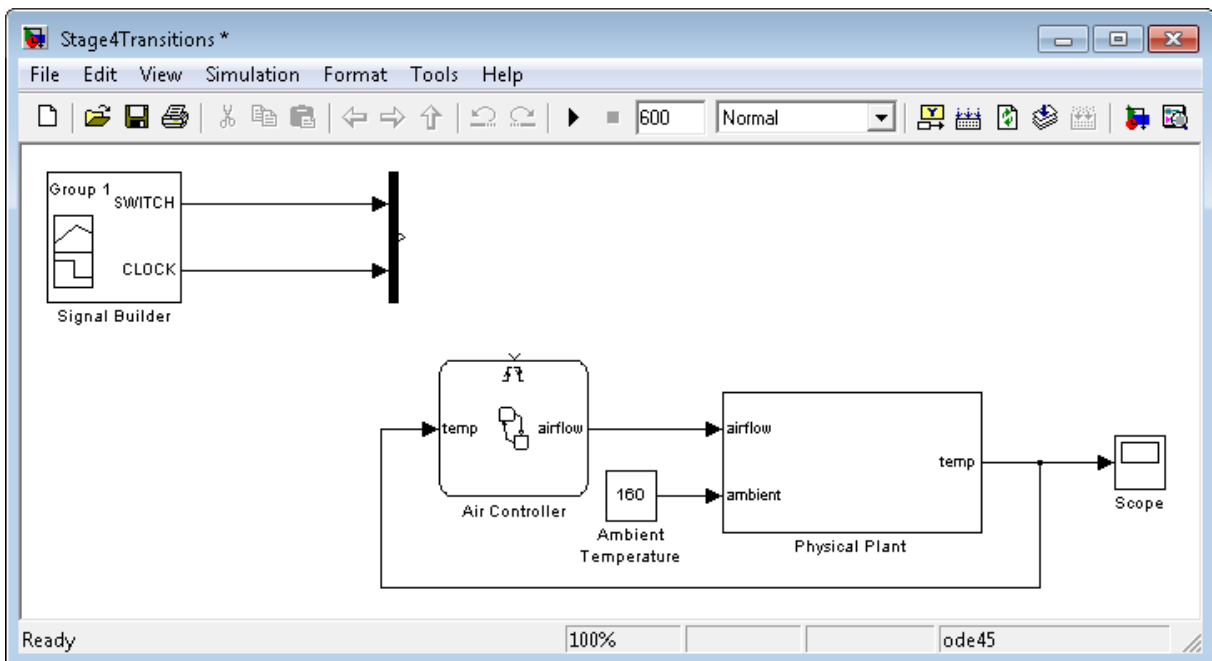 Stage4Transitions *
File Edit View Simulation Format Tools Help
600 Normal
Group 1
SWITCH
CLOCK
Signal Builder
temp airflow
Air Controller
160
Ambient
Temperature
airflow
temp
ambient
Physical Plant
Scope
Ready 100% ode45